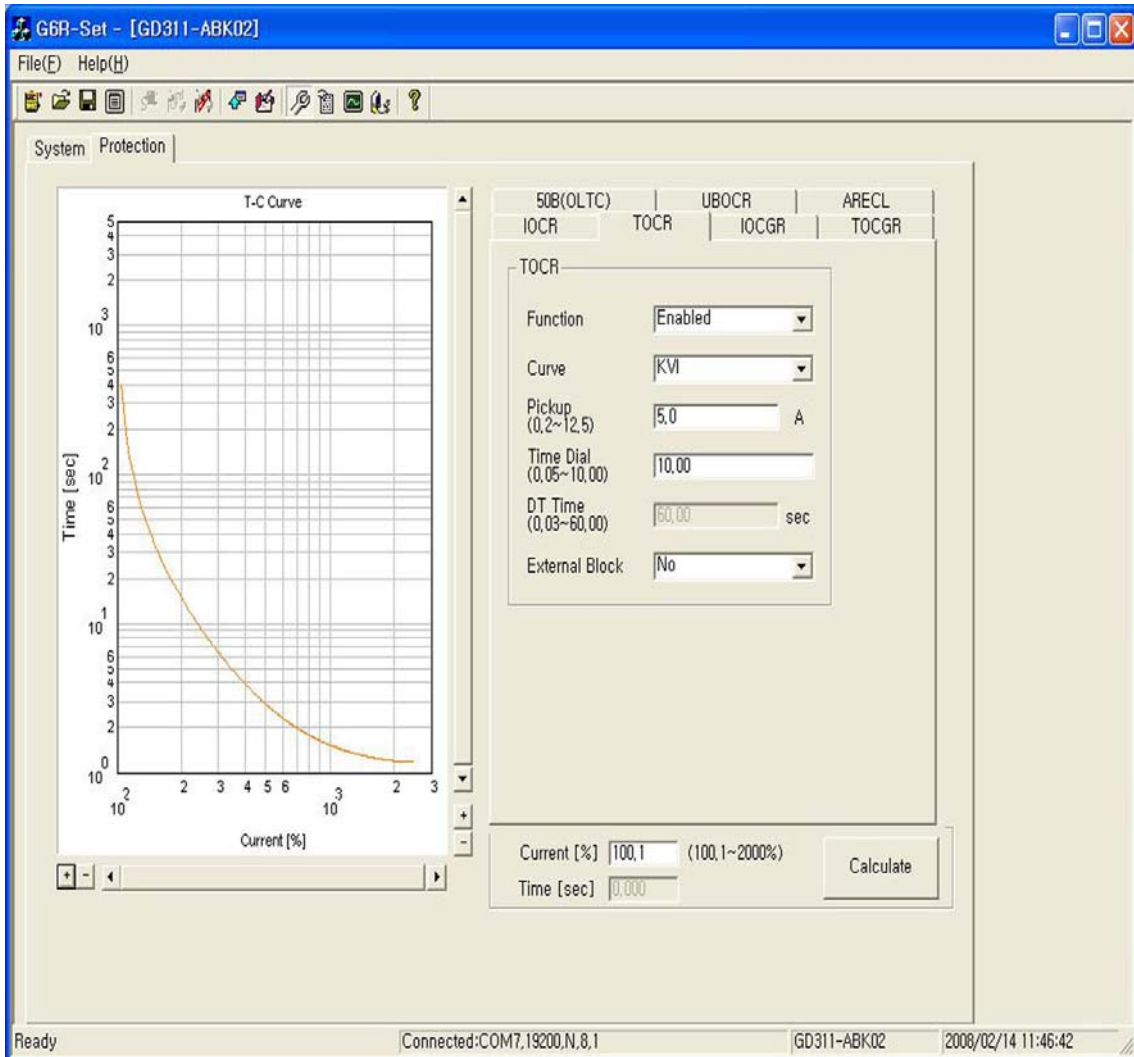 G6R-Set - [GD311-ABK02]
File(F) Help(H)
System Protection
T-C Curve
5
4
3
2
10 3
6
5
4
3
2
10 2
6
5
4
3
2
10 1
6
5
4
3
2
10 0
Time [sec]
2 3 4 5 6 2 3
10 2 10 3
Current [%]
50B(OLTC) UBOCR ARECL
IOCR TOCR IOCGR TOCGR
TOCR
Function Enabled
Curve KVI
Pickup
(0,2~12,5) 5,0 A
Time Dial
(0,05~10,00) 10,00
DT Time
(0,03~60,00) 60,00 sec
External Block No
Current [%] 100,1 (100,1~2000%)
Time [sec] 0,000
Calculate
Ready Connected:COM7,19200,N,8,1 GD311-ABK02 2008/02/14 11:46:42